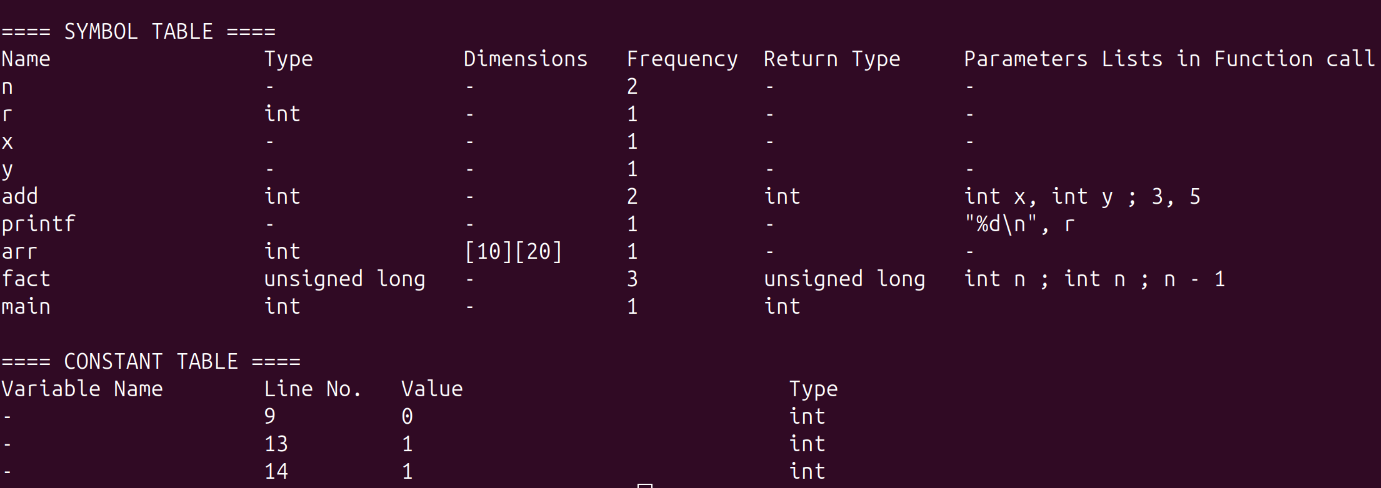 ==== SYMBOL TABLE ====
Name Type Dimensions Frequency Return Type Parameters Lists in Function call
n - - 2 - -
r int - 1 - -
x - - 1 - -
y - - 1 - -
add int - 2 int int x, int y ; 3, 5
printf - - 1 - "%d\n", r
arr int [10][20] 1 - -
fact unsigned long - 3 unsigned long int n ; int n ; n - 1
main int - 1 int
==== CONSTANT TABLE ====
Variable Name Line No. Value Type
- 9 0 int
- 13 1 int
- 14 1 int